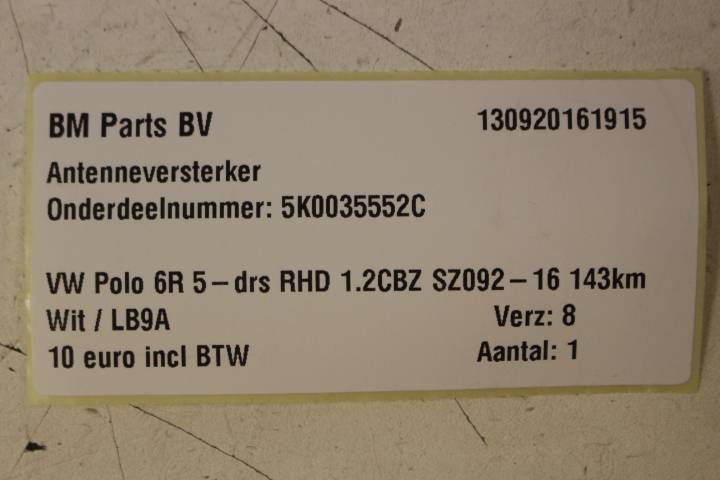 BM Parts BV 130920161915
Antenneversterker
Onderdeelnummer: 5K0035552C
VW Polo 6R 5-drs RHD 1.2CBZ SZ092-16 143km
Wit / LB9A Verz: 8
10 euro incl BTW Aantal: 1